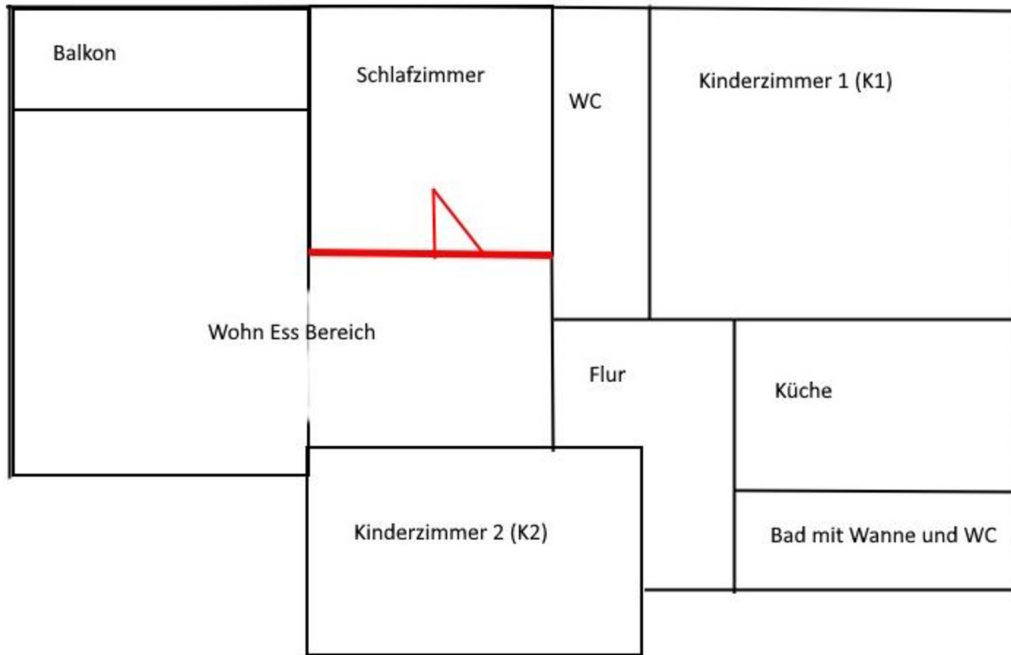 Balkon
Schlafzimmer
WC
Kinderzimmer 1 (K1)
Wohn Ess Bereich
Flur
Küche
Kinderzimmer 2 (K2)
Bad mit Wanne und WC